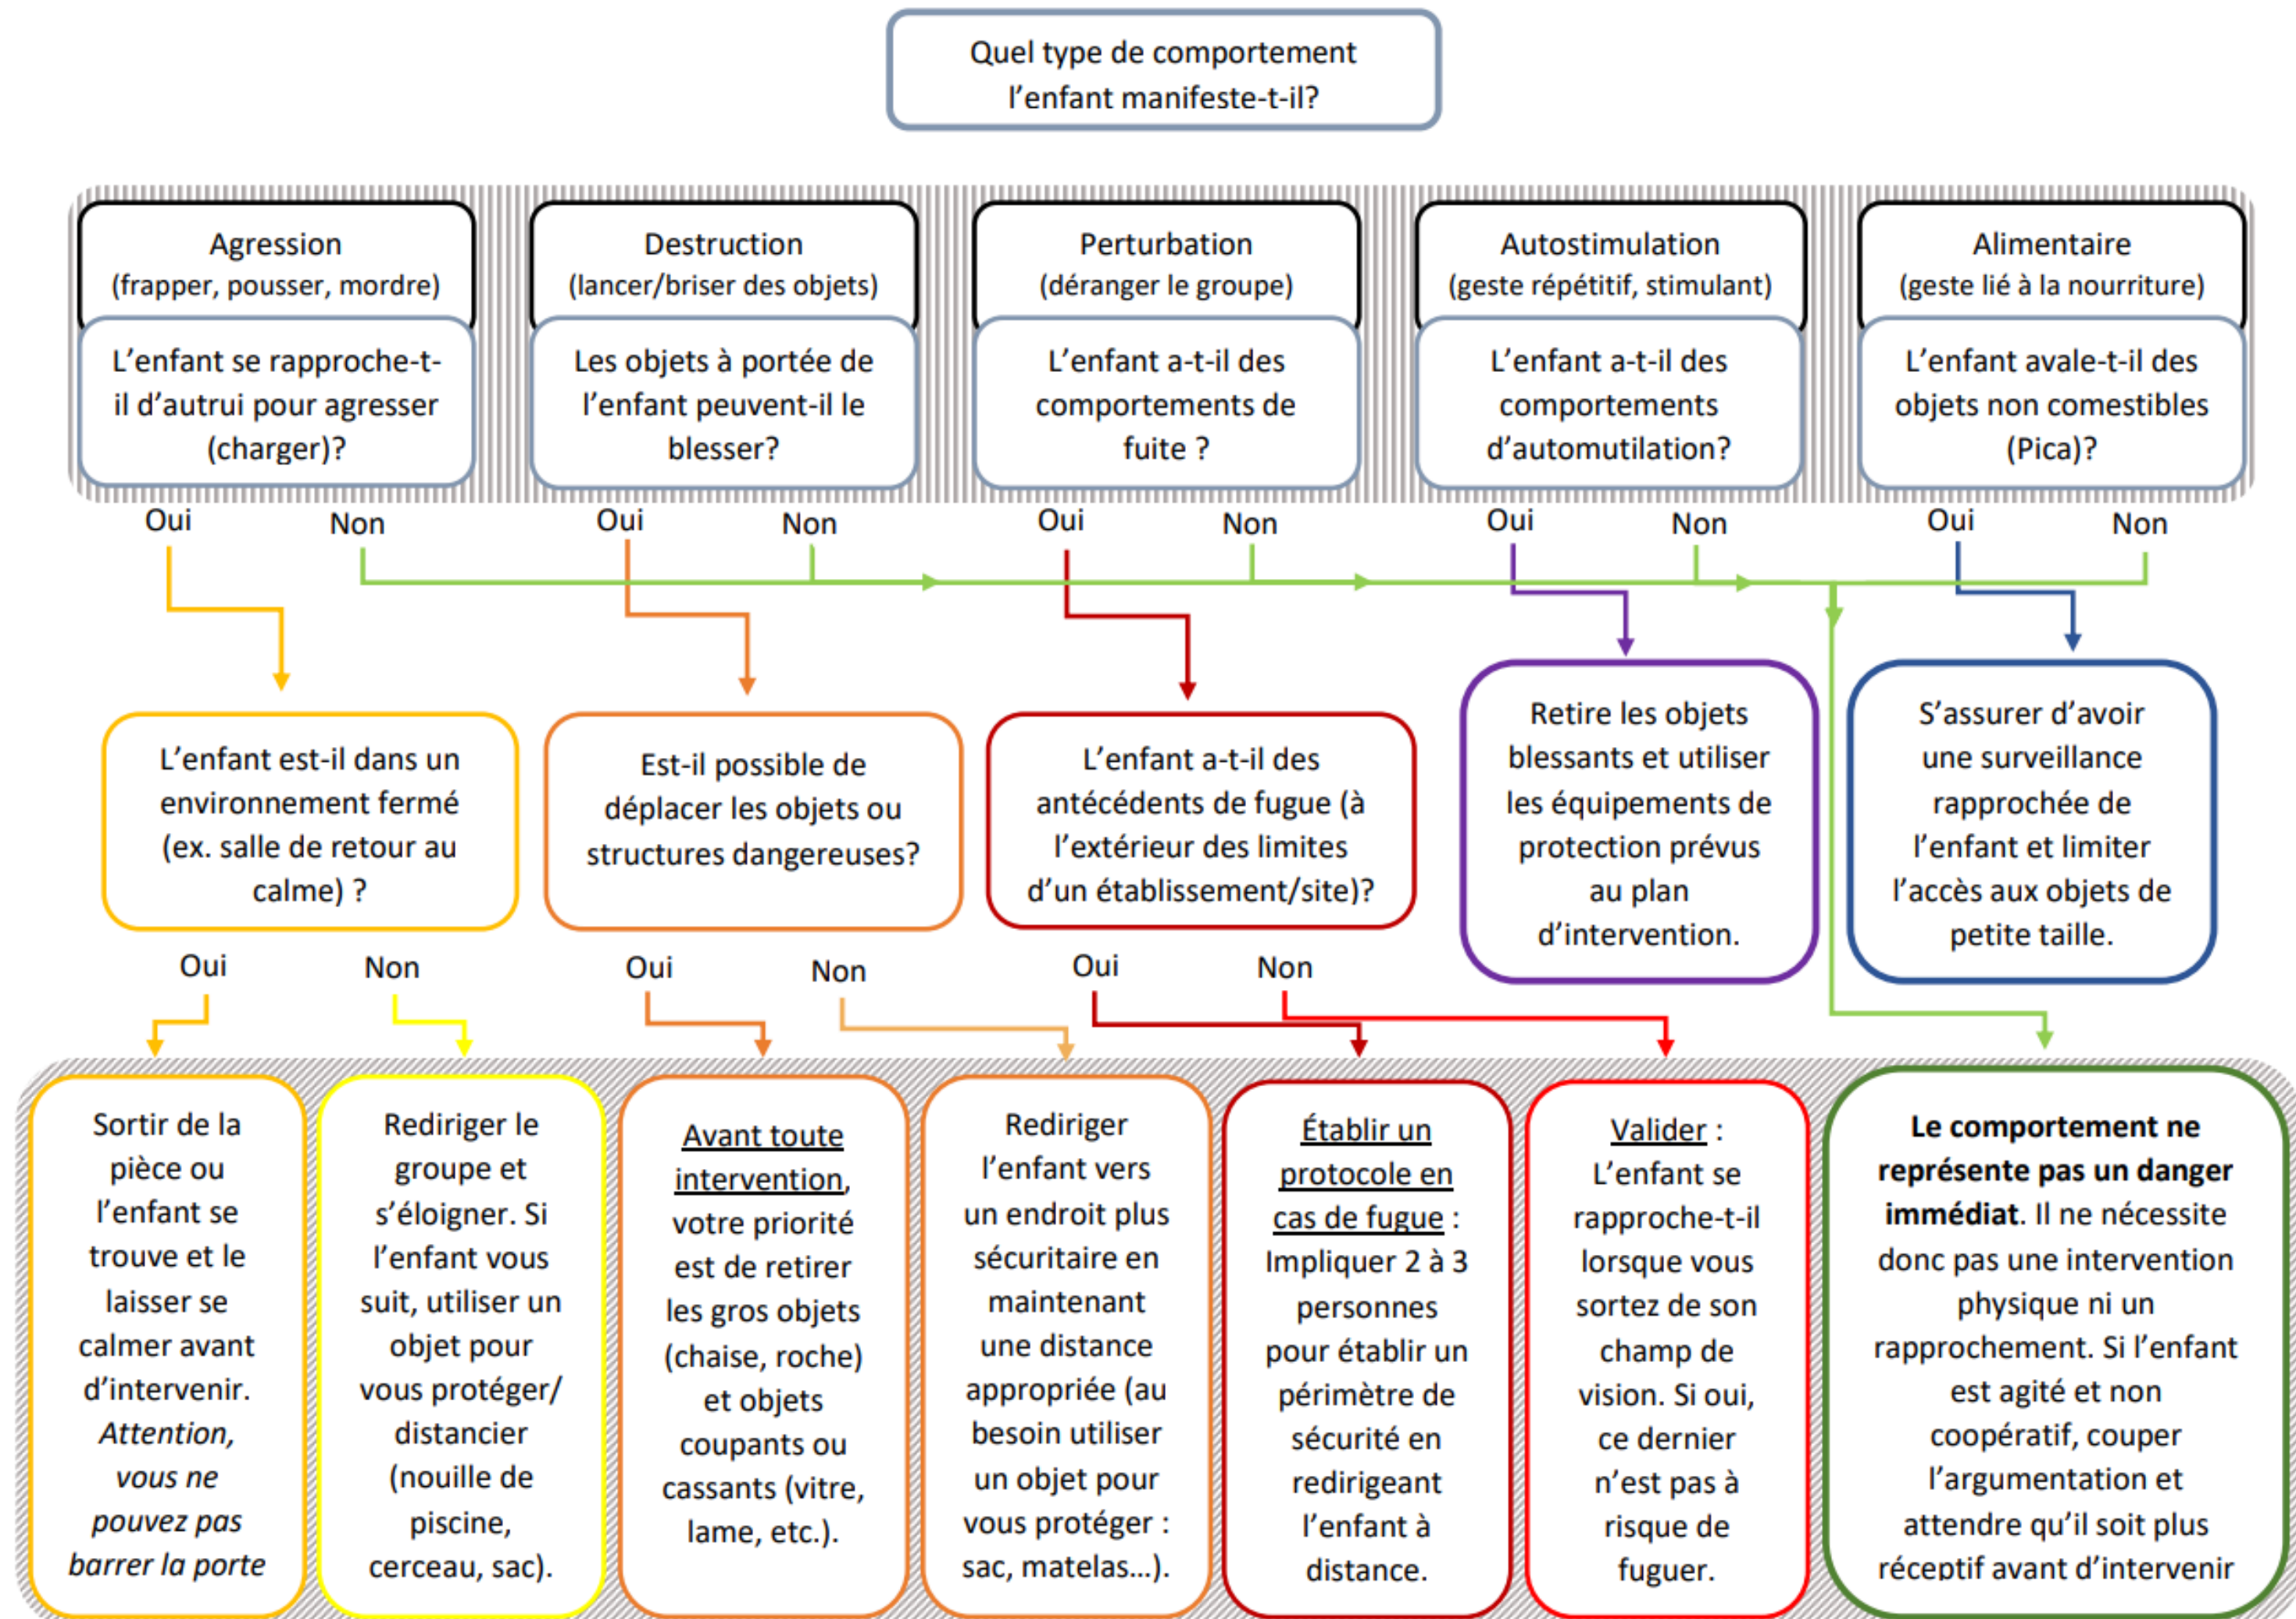 Quel type de comportement
l’enfant manifeste-t-il?
Agression
(frapper, pousser, mordre)
L’enfant se rapproche-t-
il d’autrui pour agresser
(charger)?
Destruction
(lancer/briser des objets)
Les objets à portée de
l’enfant peuvent-il le
blesser?
Perturbation
(déranger le groupe)
L’enfant a-t-il des
comportements de
fuite ?
Autostimulation
(geste répétitif, stimulant)
L’enfant a-t-il des
comportements
d’automutilation?
Alimentaire
(geste lié à la nourriture)
L’enfant avale-t-il des
objets non comestibles
(Pica)?
Oui
Non
Oui
Non
Oui
Non
Oui
Non
Oui
Non
L’enfant est-il dans un
environnement fermé
(ex. salle de retour au
calme) ?
Est-il possible de
déplacer les objets ou
structures dangereuses?
L’enfant a-t-il des
antécédents de fugue (à
l’extérieur des limites
d’un établissement/site)?
Retire les objets
blessants et utiliser
les équipements de
protection prévus
au plan
d’intervention.
S’assurer d’avoir
une surveillance
rapprochée de
l’enfant et limiter
l’accès aux objets de
petite taille.
Oui
Non
Oui
Non
Oui
Non
Sortir de la
pièce ou
l’enfant se
trouve et le
laisser se
calmer avant
d’intervenir.
Attention,
vous ne
pouvez pas
barrer la porte
Rediriger le
groupe et
s’éloigner. Si
l’enfant vous
suit, utiliser un
objet pour
vous protéger/
distancier
(nouille de
piscine,
cerceau, sac).
Avant toute
intervention,
votre priorité
est de retirer
les gros objets
(chaise, roche)
et objets
coupants ou
cassants (vitre,
lame, etc.).
Rediriger
l’enfant vers
un endroit plus
sécuritaire en
maintenant
une distance
appropriée (au
besoin utiliser
un objet pour
vous protéger :
sac, matelas…).
Établir un
protocole en
cas de fugue :
Impliquer 2 à 3
personnes
pour établir un
périmètre de
sécurité en
redirigeant
l’enfant à
distance.
Valider :
L’enfant se
rapproche-t-il
lorsque vous
sortez de son
champ de
vision. Si oui,
ce dernier
n’est pas à
risque de
fuguer.
Le comportement ne
représente pas un danger
immédiat. Il ne nécessite
donc pas une intervention
physique ni un
rapprochement. Si l’enfant
est agité et non
coopératif, couper
l’argumentation et
attendre qu’il soit plus
réceptif avant d’intervenir